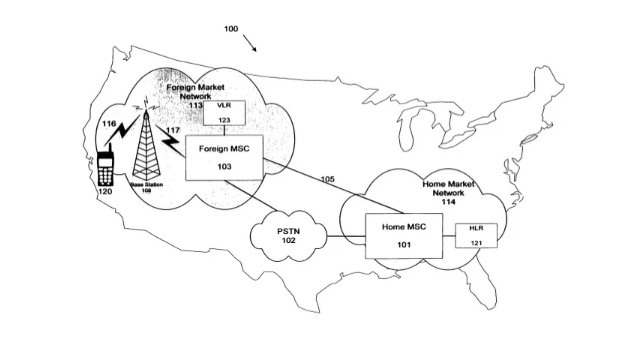 100
Foreign Market
Network
113
VLR
123
116
117
Foreign MSC
103
120
Base Station
108
105
Home Market
Network
114
PSTN
102
Home MSC
101
HLR
121